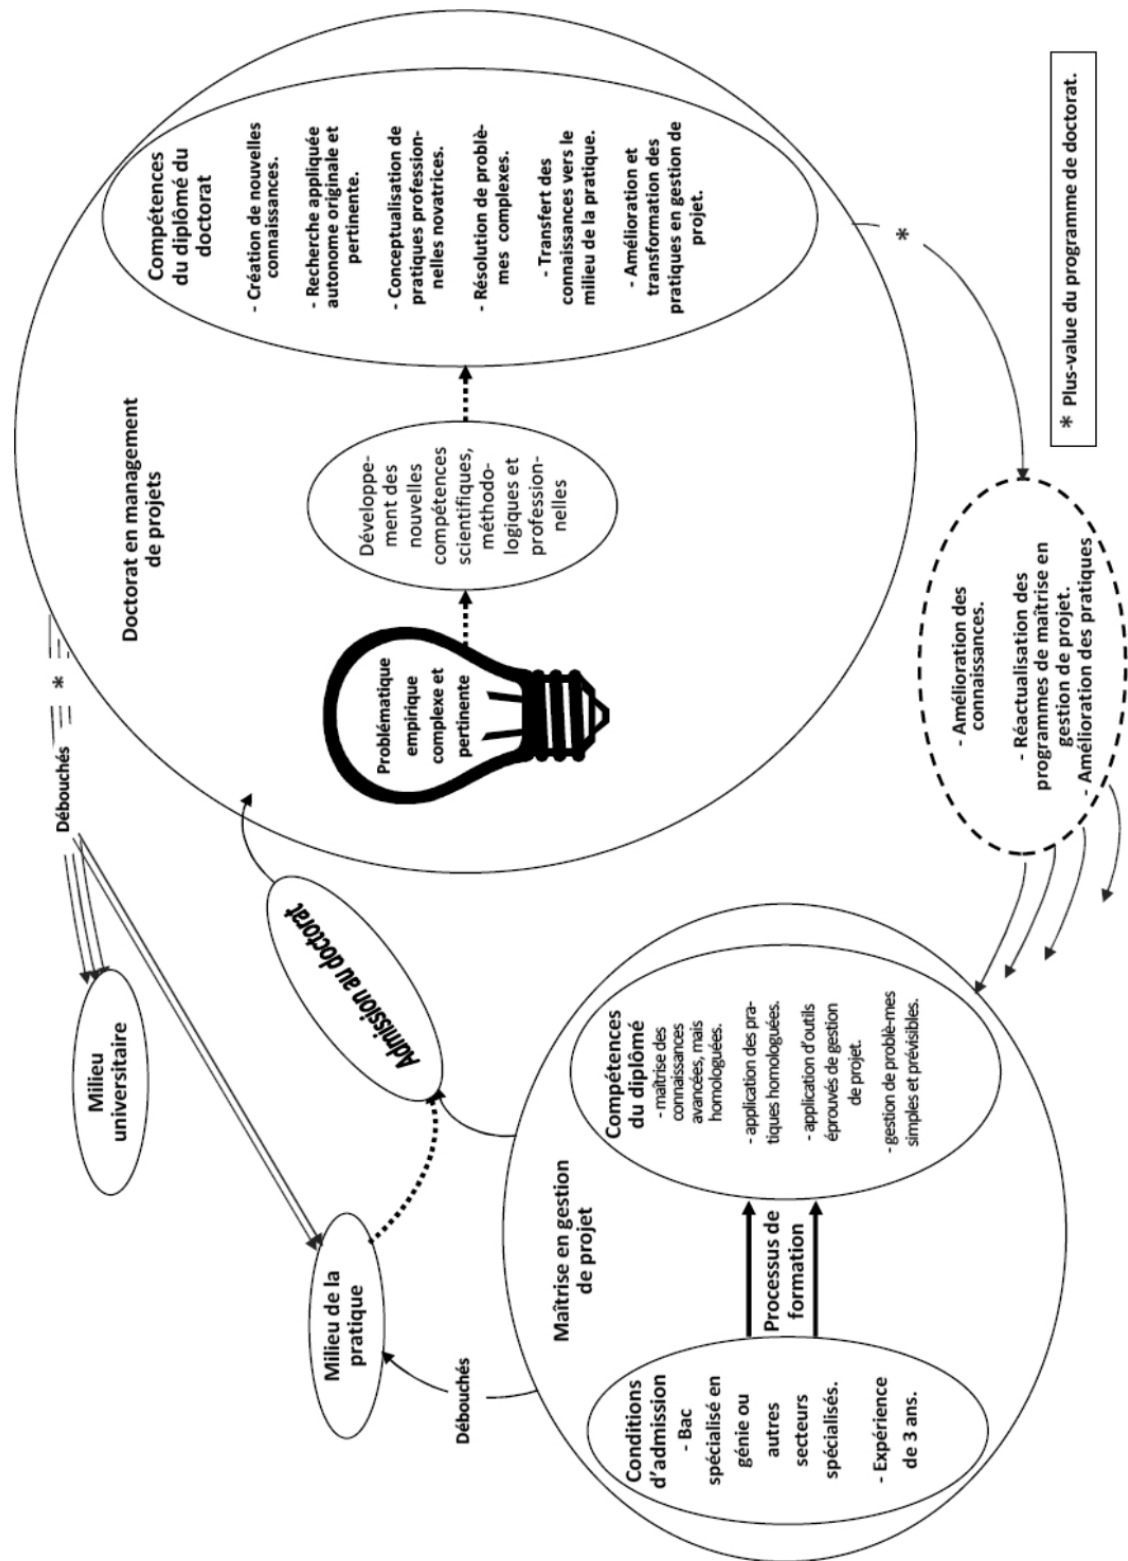 Conditions
d'admission
- Bac
spécialisé en
génie ou
autres
secteurs
spécialisés.
- Expérience
de 3 ans.
Processus de
formation
Maîtrise en gestion
de projet
Compétences
du diplômé
- maîtrise des
connaissances
avancées, mais
homologuées.
- application des pra-
tiques homologuées.
- application d'outils
éprouvés de gestion
de projet.
- gestion de problè-mes
simples et prévisibles.
Débouchés
Milieu de la
pratique
Milieu
universitaire
Admission au doctorat
Débouchés
*
Doctorat en management
de projets
Problématique
empirique
complexe et
pertinente
Développe-
ment des
nouvelles
compétences
scientifiques,
méthodo-
logiques et
profession-
nelles
Compétences
du diplômé du
doctorat
- Création de nouvelles
connaissances.
- Recherche appliquée
autonome originale et
pertinente.
- Conceptualisation de
pratiques profession-
nelles novatrices.
- Résolution de problè-
mes complexes.
- Transfert des
connaissances vers le
milieu de la pratique.
- Amélioration et
transformation des
pratiques en gestion de
projet.
*
- Amélioration des
connaissances.
- Réactualisation des
programmes de maîtrise en
gestion de projet.
- Amélioration des pratiques
* Plus-value du programme de doctorat.